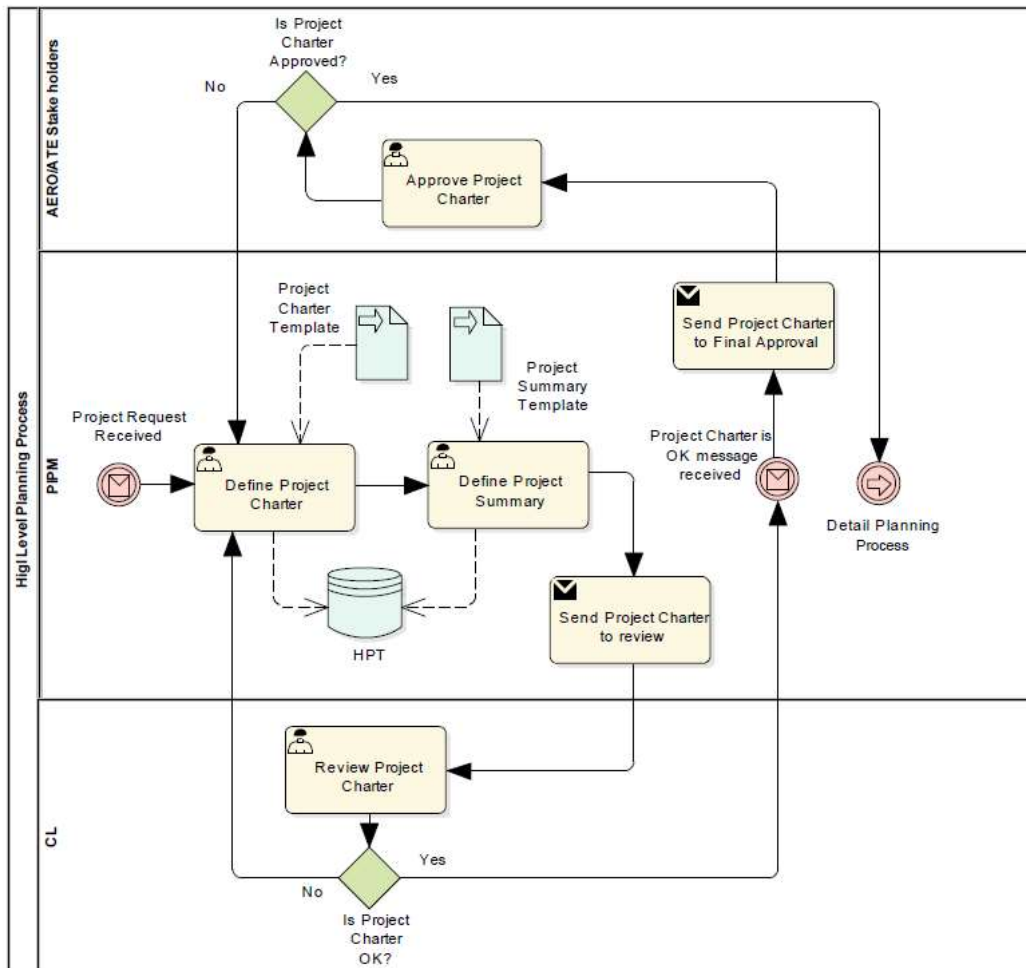 Higl Level Planning Process
AERO/ATE Stake holders
Is Project
Charter
Approved?
No
Yes
Approve Project
Charter
PIPM
Project
Charter
Template
Project
Summary
Template
Send Project Charter
to Final Approval
Project Request
Received
Define Project
Charter
Define Project
Summary
Project Charter is
OK message
received
Detail Planning
Process
HPT
Send Project Charter
to review
CL
Review Project
Charter
No
Yes
Is Project
Charter
OK?